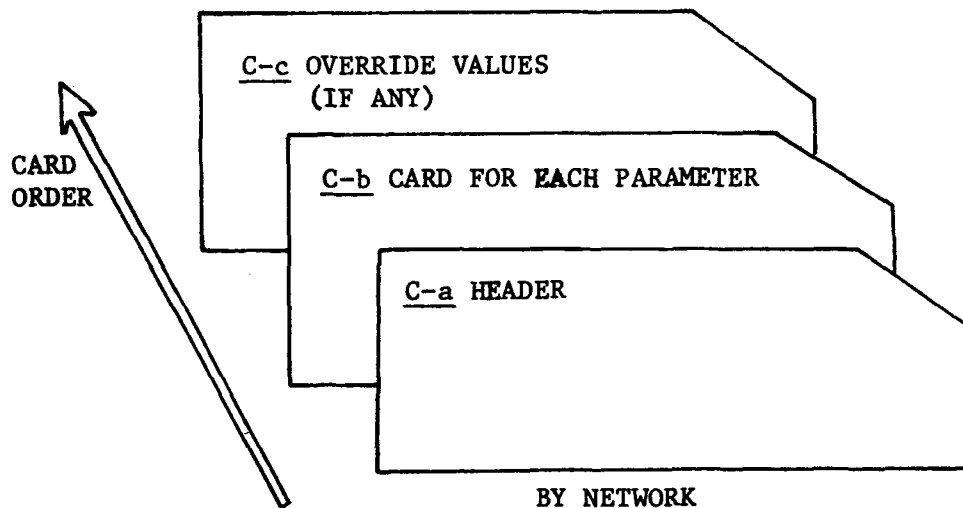 C-c OVERRIDE VALUES
(IF ANY)
CARD
ORDER
C-b CARD FOR EACH PARAMETER
C-a HEADER
BY NETWORK